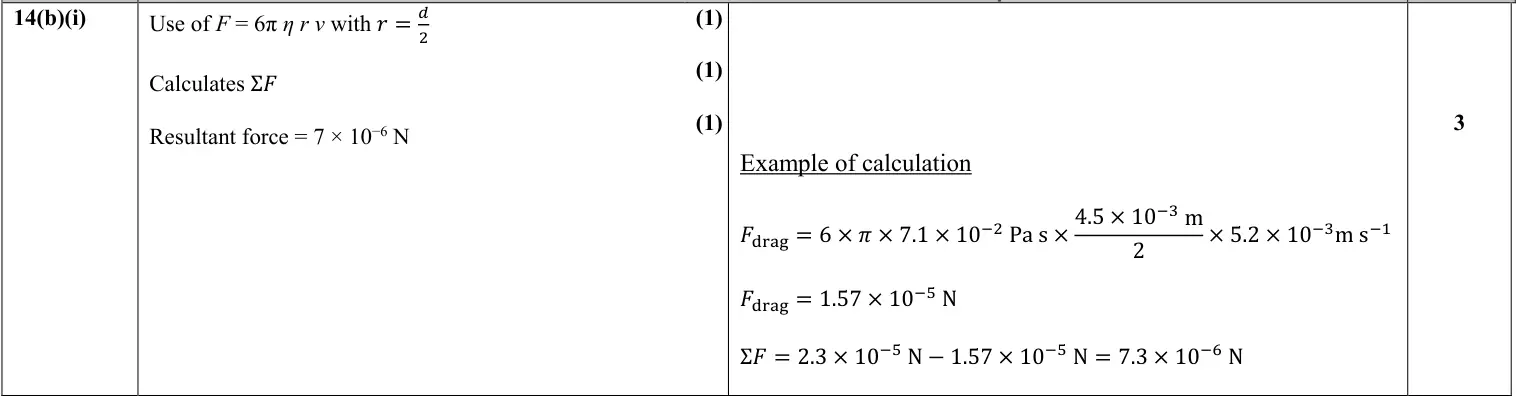 14(b)(i)
Use of F = 6π η r v with r = d/2 (1)
Calculates ΣF (1)
Resultant force = 7 × 10⁻⁶ N (1)
3
Example of calculation
F_drag = 6 × π × 7.1 × 10⁻² Pa s × (4.5 × 10⁻³ m)/2 × 5.2 × 10⁻³m s⁻¹
F_drag = 1.57 × 10⁻⁵ N
ΣF = 2.3 × 10⁻⁵ N − 1.57 × 10⁻⁵ N = 7.3 × 10⁻⁶ N